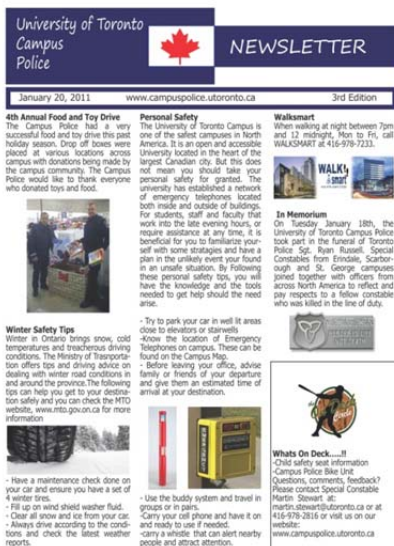 University of Toronto
Campus
Police
NEWSLETTER
January 20, 2011
www.campuspolice.utoronto.ca
3rd Edition
4th Annual Food and Toy Drive
The Campus Police had a very
successful food and toy drive this past
holiday season. Drop off boxes were
placed at various locations across
campus with donations being made by
the campus community. The Campus
Police would like to thank everyone
who donated toys and food.
Winter Safety Tips
Winter in Ontario brings snow, cold
temperatures and treacherous driving
conditions. The Ministry of Trasnporta-
tion offers tips and driving advice on
dealing with winter road conditions in
and around the province.The following
tips can help you get to your destina-
tion safely and you can check the MTO
website, www.mto.gov.on.ca for more
information
- Have a maintenance check done on
your car and ensure you have a set of
4 winter tires.
- Fill up on wind shield washer fluid.
- Clear all snow and ice from your car.
- Always drive according to the condi-
tions and check the latest weather
reports.
Personal Safety
The University of Toronto Campus is
one of the safest campuses in North
America. It is an open and accessible
University located in the heart of the
largest Canadian city. But this does
not mean you should take your
personal safety for granted. The
university has established a network
of emergency telephones located
both inside and outside of buildings.
For students, staff and faculty that
work into the late evening hours, or
require assistance at any time, it is
beneficial for you to familiarize your-
self with some strategies and have a
plan in the unlikely event your found
in an unsafe situation. By Following
these personal safety tips, you will
have the knowledge and the tools
needed to get help should the need
arise.
- Try to park your car in well lit areas
close to elevators or stairwells
-Know the location of Emergency
Telephones on campus. These can be
found on the Campus Map.
- Before leaving your office, advise
family or friends of your departure
and give them an estimated time of
arrival at your destination.
- Use the buddy system and travel in
groups or in pairs.
-Carry your cell phone and have it on
and ready to use if needed.
-carry a whistle that can alert nearby
people and attract attention.
Walksmart
When walking at night between 7pm
and 12 midnight, Mon to Fri, call
WALKSMART at 416-978-7233.
WALK
smart
In Memorium
On Tuesday January 18th, the
University of Toronto Campus Police
took part in the funeral of Toronto
Police Sgt. Ryan Russell. Special
Constables from Erindale, Scarbor-
ough and St. George campuses
joined together with officers from
across North America to reflect and
pay respects to a fellow constable
who was killed in the line of duty.
Whats On Deck.....!!
-Child safety seat information
-Campus Police Bike Unit
Questions, comments, feedback?
Please contact Special Constable
Martin Stewart at:
martin.stewart@utoronto.ca or at
416-978-2816 or visit us on our
website:
www.campuspolice.utoronto.ca